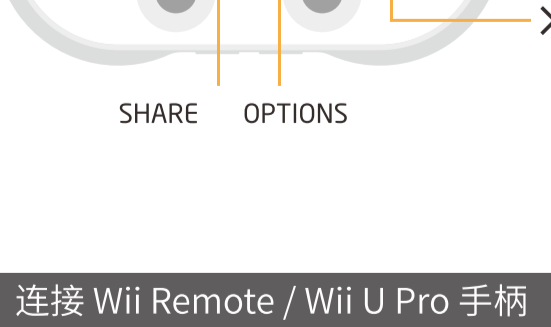 SHARE OPTIONS
连接 Wii Remote / Wii U Pro 手柄